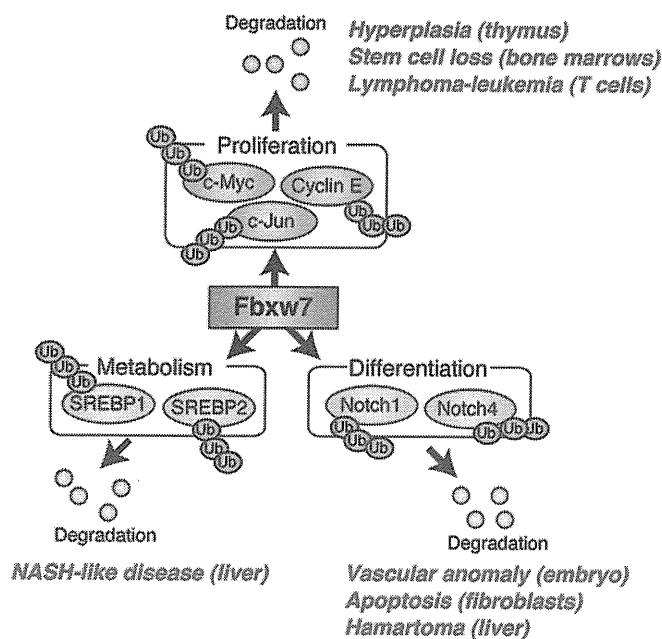 Degradation
Hyperplasia (thymus)
Stem cell loss (bone marrows)
Lymphoma-leukemia (T cells)
Ub
Ub
Ub
Proliferation
c-Myc
Cyclin E
c-Jun
Ub
Ub
Ub
Ub
Ub
Ub
Fbxw7
Ub
Ub
Ub
Metabolism
SREBP1
SREBP2
Ub
Ub
Ub
Differentiation
Notch1
Notch4
Ub
Ub
Ub
Ub
Ub
Ub
Degradation
NASH-like disease (liver)
Degradation
Vascular anomaly (embryo)
Apoptosis (fibroblasts)
Hamartoma (liver)